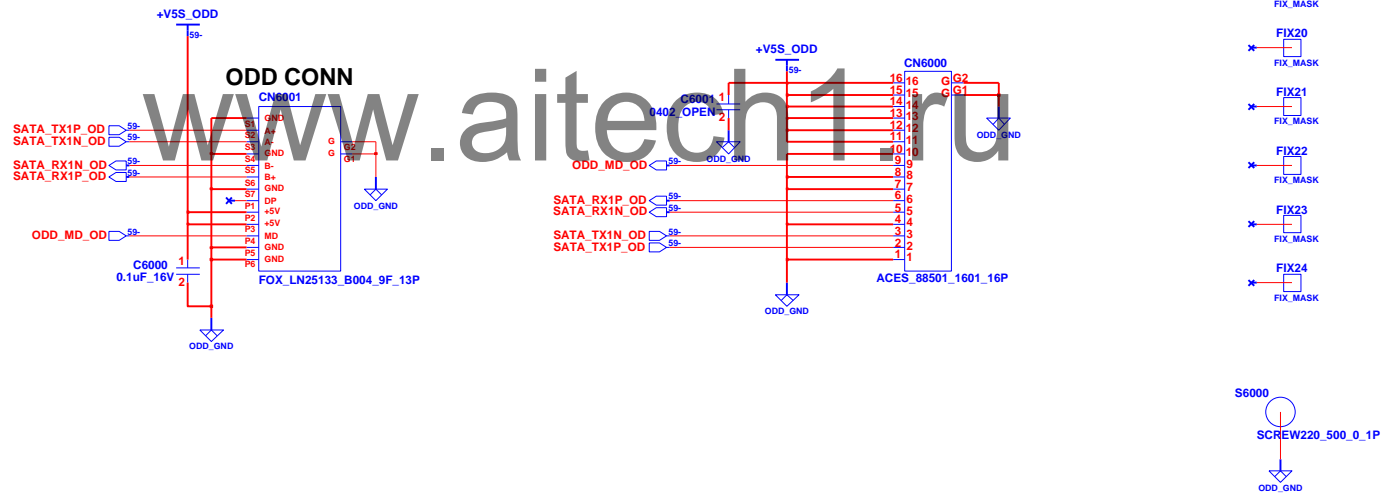 +V5S_ODD
59-
ODD CONN
CN6001
GND
S1
A+
S2
A-
S3
GND
S4
B-
S5
B+
S6
GND
S7
DP
P1
+5V
P2
+5V
P3
MD
P4
GND
P5
GND
P6
G
G2
G
G1
SATA_TX1P_OD 59-
SATA_TX1N_OD 59-
SATA_RX1N_OD 59-
SATA_RX1P_OD 59-
ODD_MD_OD 59-
C6000
0.1uF_16V
1
2
FOX_LN25133_B004_9F_13P
ODD_GND
ODD_GND
www.aitech1.ru
+V5S_ODD
59-
C6001
0402_OPEN
1
2
ODD_GND
CN6000
16 16
15 15
14 14
13 13
12 12
11 11
10 10
9 9
8 8
7 7
6 6
5 5
4 4
3 3
2 2
1 1
G G2
G G1
ODD_GND
ODD_MD_OD 59-
SATA_RX1P_OD 59-
SATA_RX1N_OD 59-
SATA_TX1N_OD 59-
SATA_TX1P_OD 59-
ACES_88501_1601_16P
ODD_GND
FIX_MASK
FIX20
FIX_MASK
FIX21
FIX_MASK
FIX22
FIX_MASK
FIX23
FIX_MASK
FIX24
FIX_MASK
S6000
SCREW220_500_0_1P
ODD_GND